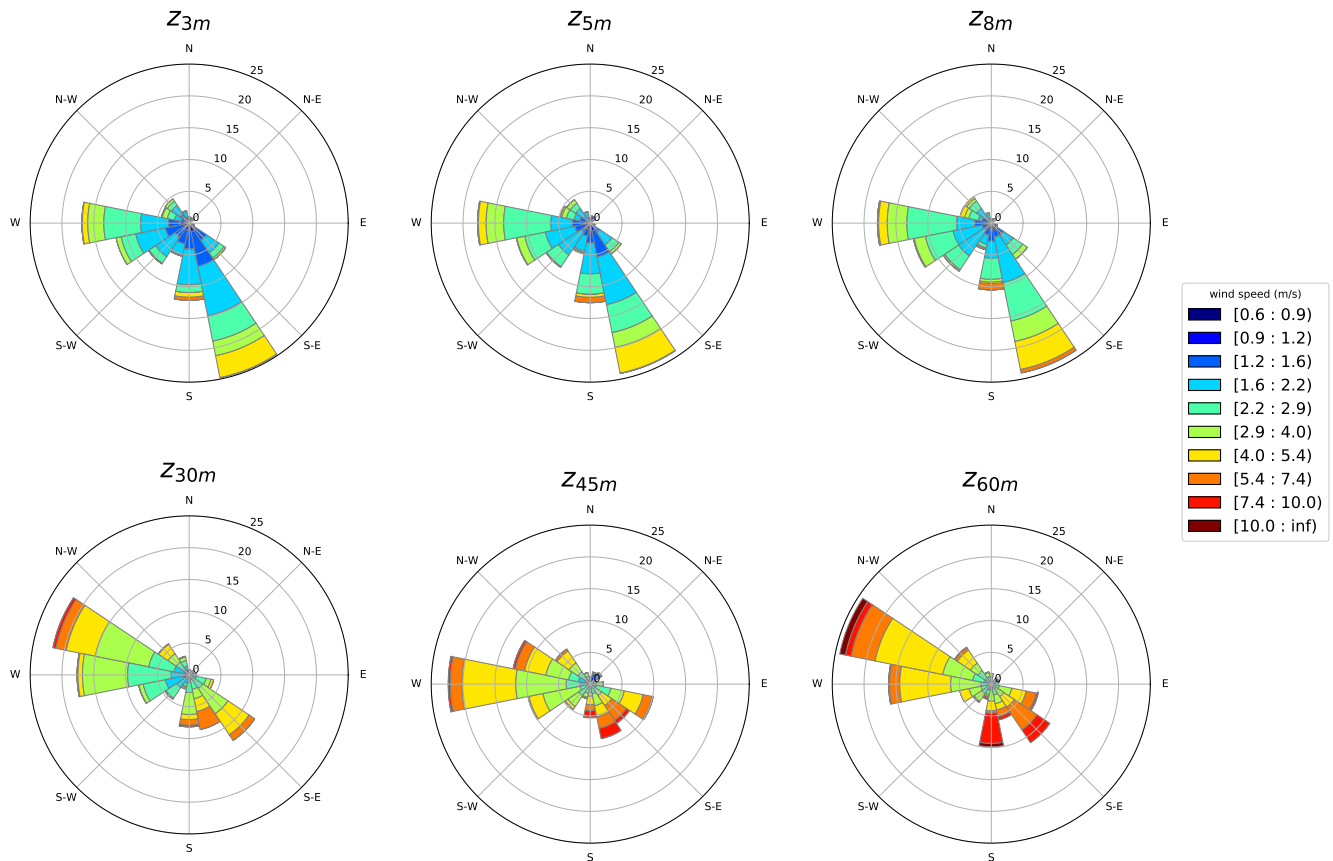 z3m
N
N-E
E
S-E
S
S-W
W
N-W
0
5
10
15
20
25
z5m
N
N-E
E
S-E
S
S-W
W
N-W
0
5
10
15
20
25
z8m
N
N-E
E
S-E
S
S-W
W
N-W
0
5
10
15
20
25
wind speed (m/s)
[0.6 : 0.9)
[0.9 : 1.2)
[1.2 : 1.6)
[1.6 : 2.2)
[2.2 : 2.9)
[2.9 : 4.0)
[4.0 : 5.4)
[5.4 : 7.4)
[7.4 : 10.0)
[10.0 : inf)
z30m
N
N-E
E
S-E
S
S-W
W
N-W
0
5
10
15
20
25
z45m
N
N-E
E
S-E
S
S-W
W
N-W
0
5
10
15
20
25
z60m
N
N-E
E
S-E
S
S-W
W
N-W
0
5
10
15
20
25